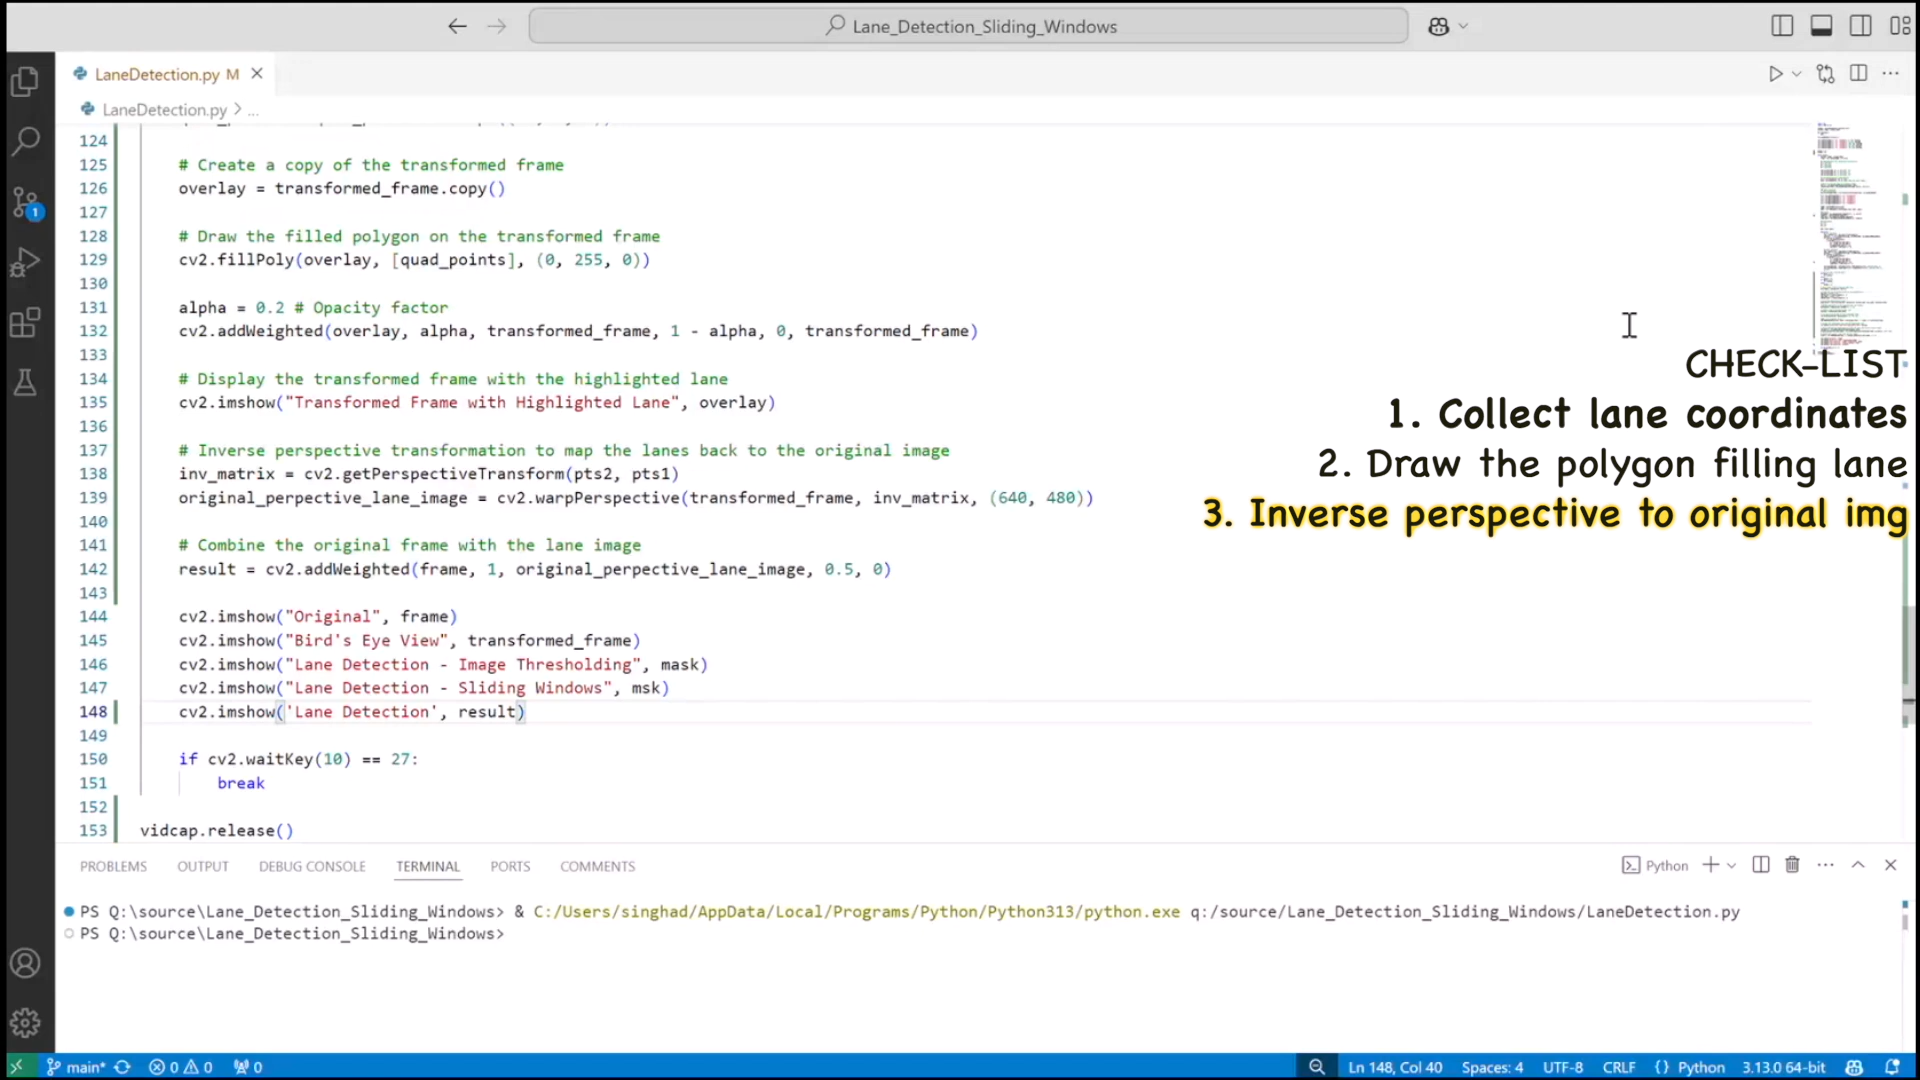 Lane_Detection_Sliding_Windows
LaneDetection.py M
LaneDetection.py > ...
124
125 # Create a copy of the transformed frame
126 overlay = transformed_frame.copy()
127
128 # Draw the filled polygon on the transformed frame
129 cv2.fillPoly(overlay, [quad_points], (0, 255, 0))
130
131 alpha = 0.2 # Opacity factor
132 cv2.addWeighted(overlay, alpha, transformed_frame, 1 - alpha, 0, transformed_frame)
133
134 # Display the transformed frame with the highlighted lane
135 cv2.imshow("Transformed Frame with Highlighted Lane", overlay)
136
137 # Inverse perspective transformation to map the lanes back to the original image
138 inv_matrix = cv2.getPerspectiveTransform(pts2, pts1)
139 original_perpective_lane_image = cv2.warpPerspective(transformed_frame, inv_matrix, (640, 480))
140
141 # Combine the original frame with the lane image
142 result = cv2.addWeighted(frame, 1, original_perpective_lane_image, 0.5, 0)
143
144 cv2.imshow("Original", frame)
145 cv2.imshow("Bird's Eye View", transformed_frame)
146 cv2.imshow("Lane Detection - Image Thresholding", mask)
147 cv2.imshow("Lane Detection - Sliding Windows", msk)
148 cv2.imshow('Lane Detection', result)
149
150 if cv2.waitKey(10) == 27:
151 break
152
153 vidcap.release()
CHECK-LIST
1. Collect lane coordinates
2. Draw the polygon filling lane
3. Inverse perspective to original img
PROBLEMS OUTPUT DEBUG CONSOLE TERMINAL PORTS COMMENTS
Python
PS Q:\source\Lane_Detection_Sliding_Windows> & C:/Users/singhad/AppData/Local/Programs/Python/Python313/python.exe q:/source/Lane_Detection_Sliding_Windows/LaneDetection.py
PS Q:\source\Lane_Detection_Sliding_Windows>
1
main* 0 0 0 Ln 148, Col 40 Spaces: 4 UTF-8 CRLF {} Python 3.13.0 64-bit